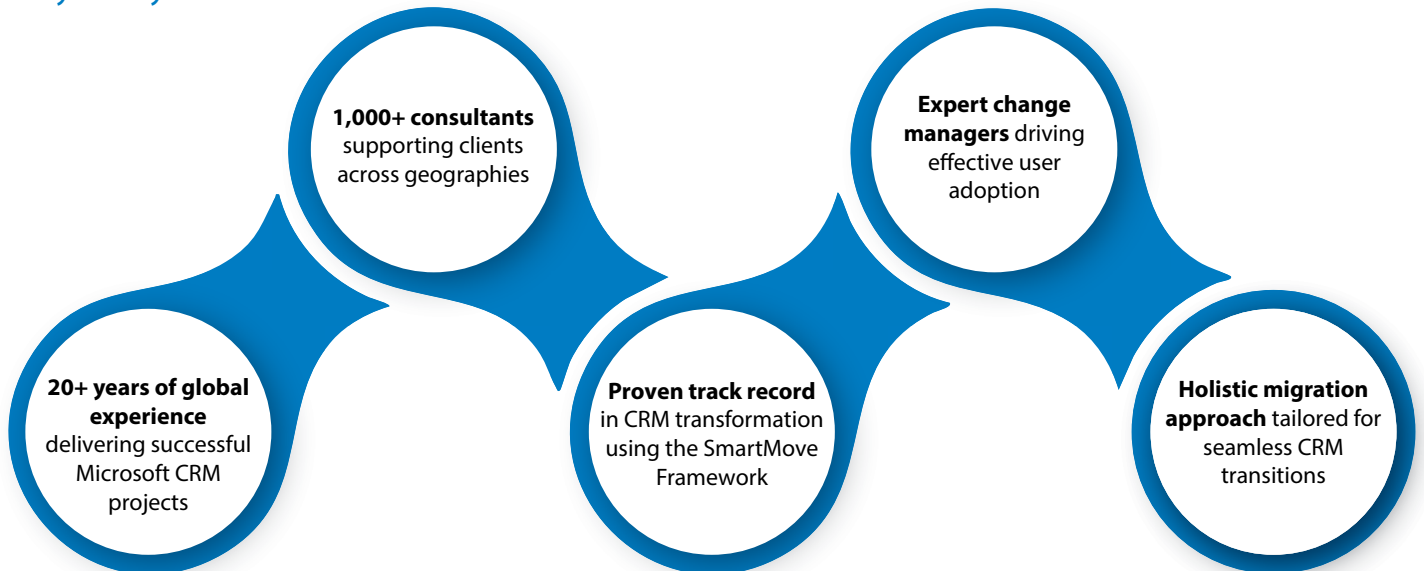 20+ years of global
experience
delivering successful
Microsoft CRM
projects
1,000+ consultants
supporting clients
across geographies
Proven track record
in CRM transformation
using the SmartMove
Framework
Expert change
managers driving
effective user
adoption
Holistic migration
approach tailored for
seamless CRM
transitions